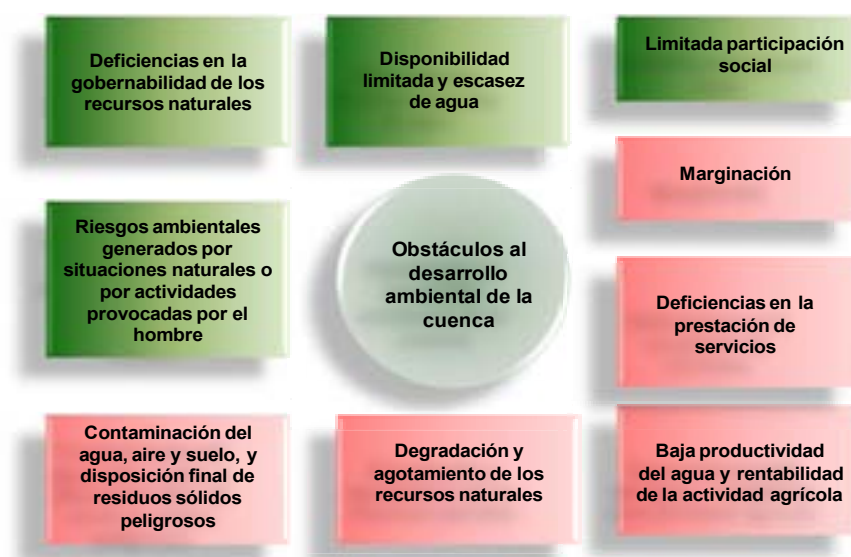 Deficiencias en la
gobernabilidad de los
recursos naturales
Disponibilidad
limitada y escasez
de agua
Limitada participación
social
Marginación
Riesgos ambientales
generados por
situaciones naturales o
por actividades
provocadas por el
hombre
Obstáculos al
desarrollo
ambiental de la
cuenca
Deficiencias en la
prestación de
servicios
Contaminación del
agua, aire y suelo, y
disposición final de
residuos sólidos
peligrosos
Degradación y
agotamiento de los
recursos naturales
Baja productividad
del agua y rentabilidad
de la actividad agrícola